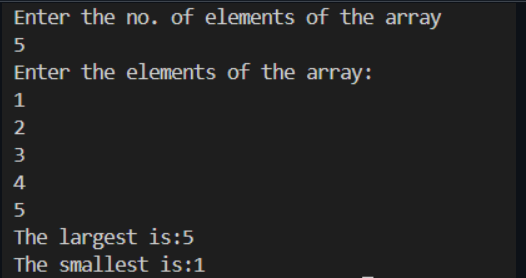 Enter the no. of elements of the array
5
Enter the elements of the array:
1
2
3
4
5
The largest is:5
The smallest is:1